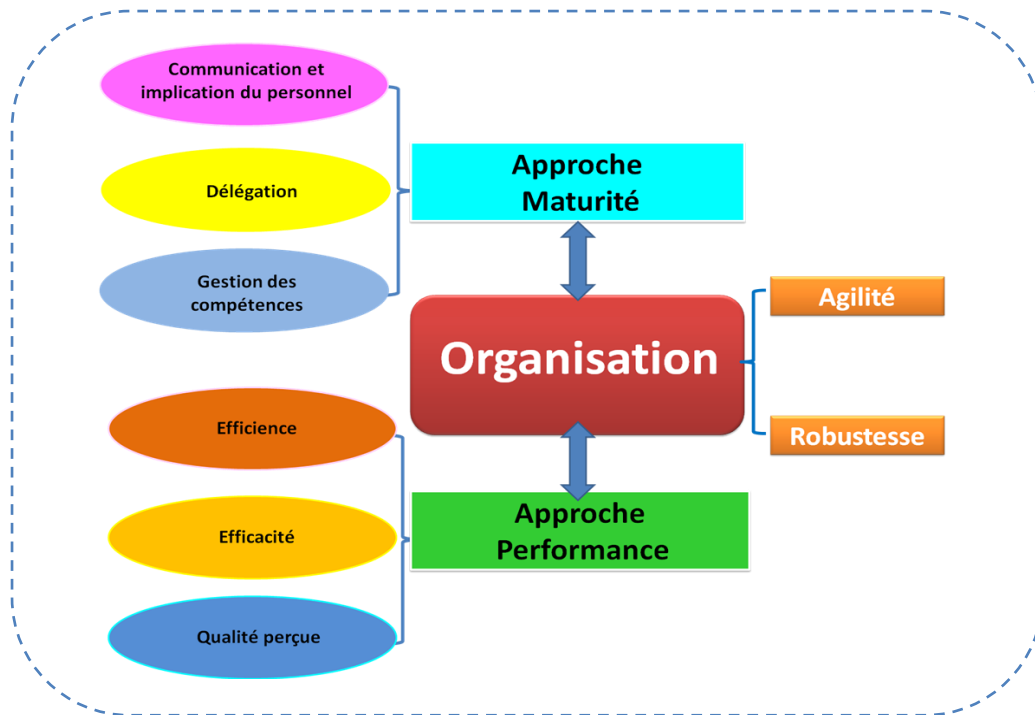 Communication et
implication du personnel
Délégation
Gestion des
compétences
Approche
Maturité
Organisation
Agilité
Robustesse
Efficience
Efficacité
Qualité perçue
Approche
Performance